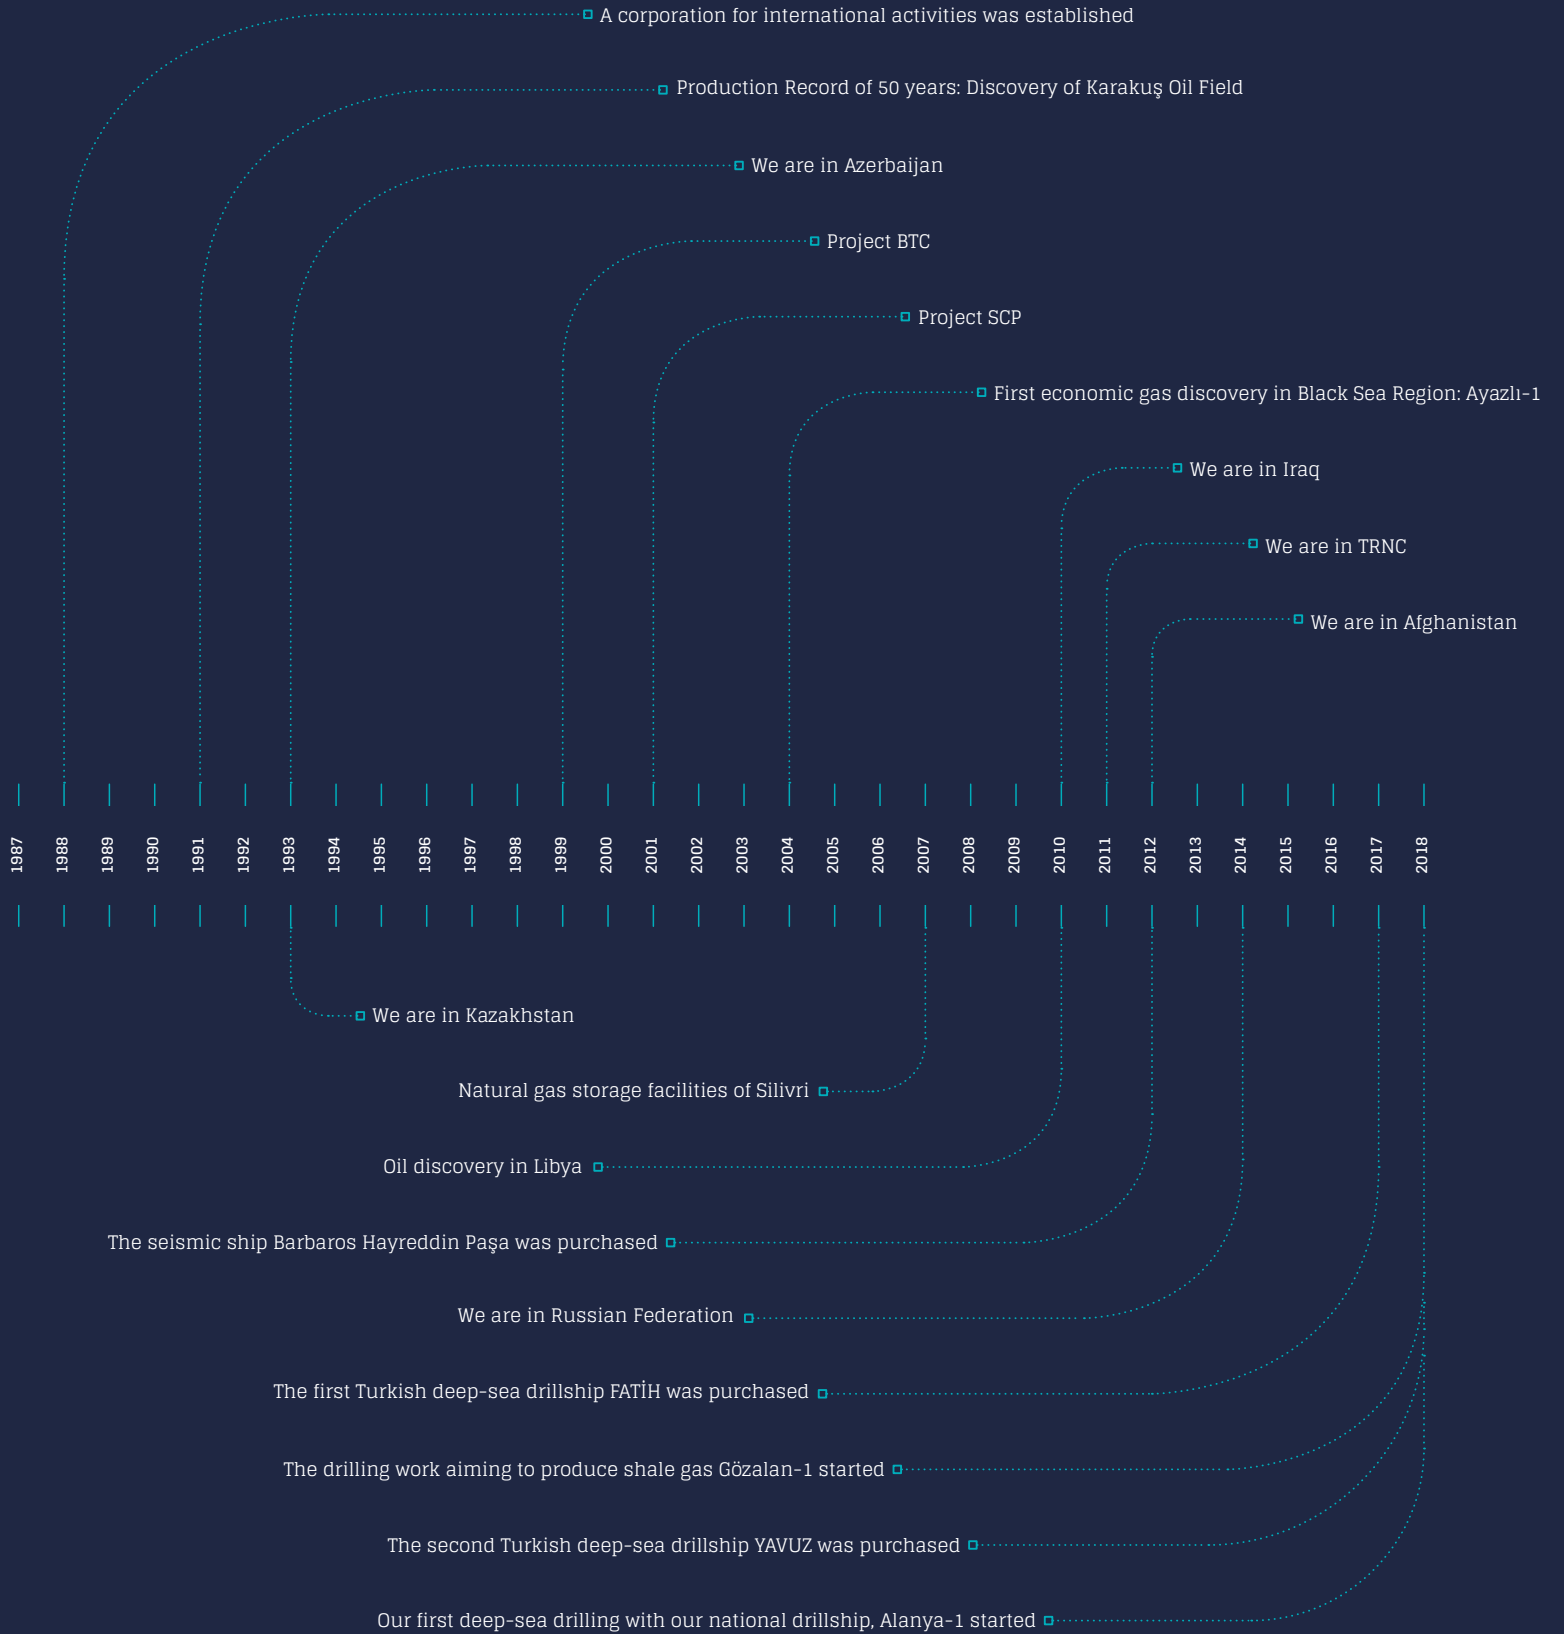 A corporation for international activities was established
Production Record of 50 years: Discovery of Karakuş Oil Field
We are in Azerbaijan
Project BTC
Project SCP
First economic gas discovery in Black Sea Region: Ayazlı-1
We are in Iraq
We are in TRNC
We are in Afghanistan
1987
1988
1989
1990
1991
1992
1993
1994
1995
1996
1997
1998
1999
2000
2001
2002
2003
2004
2005
2006
2007
2008
2009
2010
2011
2012
2013
2014
2015
2016
2017
2018
We are in Kazakhstan
Natural gas storage facilities of Silivri
Oil discovery in Libya
The seismic ship Barbaros Hayreddin Paşa was purchased
We are in Russian Federation
The first Turkish deep-sea drillship FATİH was purchased
The drilling work aiming to produce shale gas Gözalan-1 started
The second Turkish deep-sea drillship YAVUZ was purchased
Our first deep-sea drilling with our national drillship, Alanya-1 started